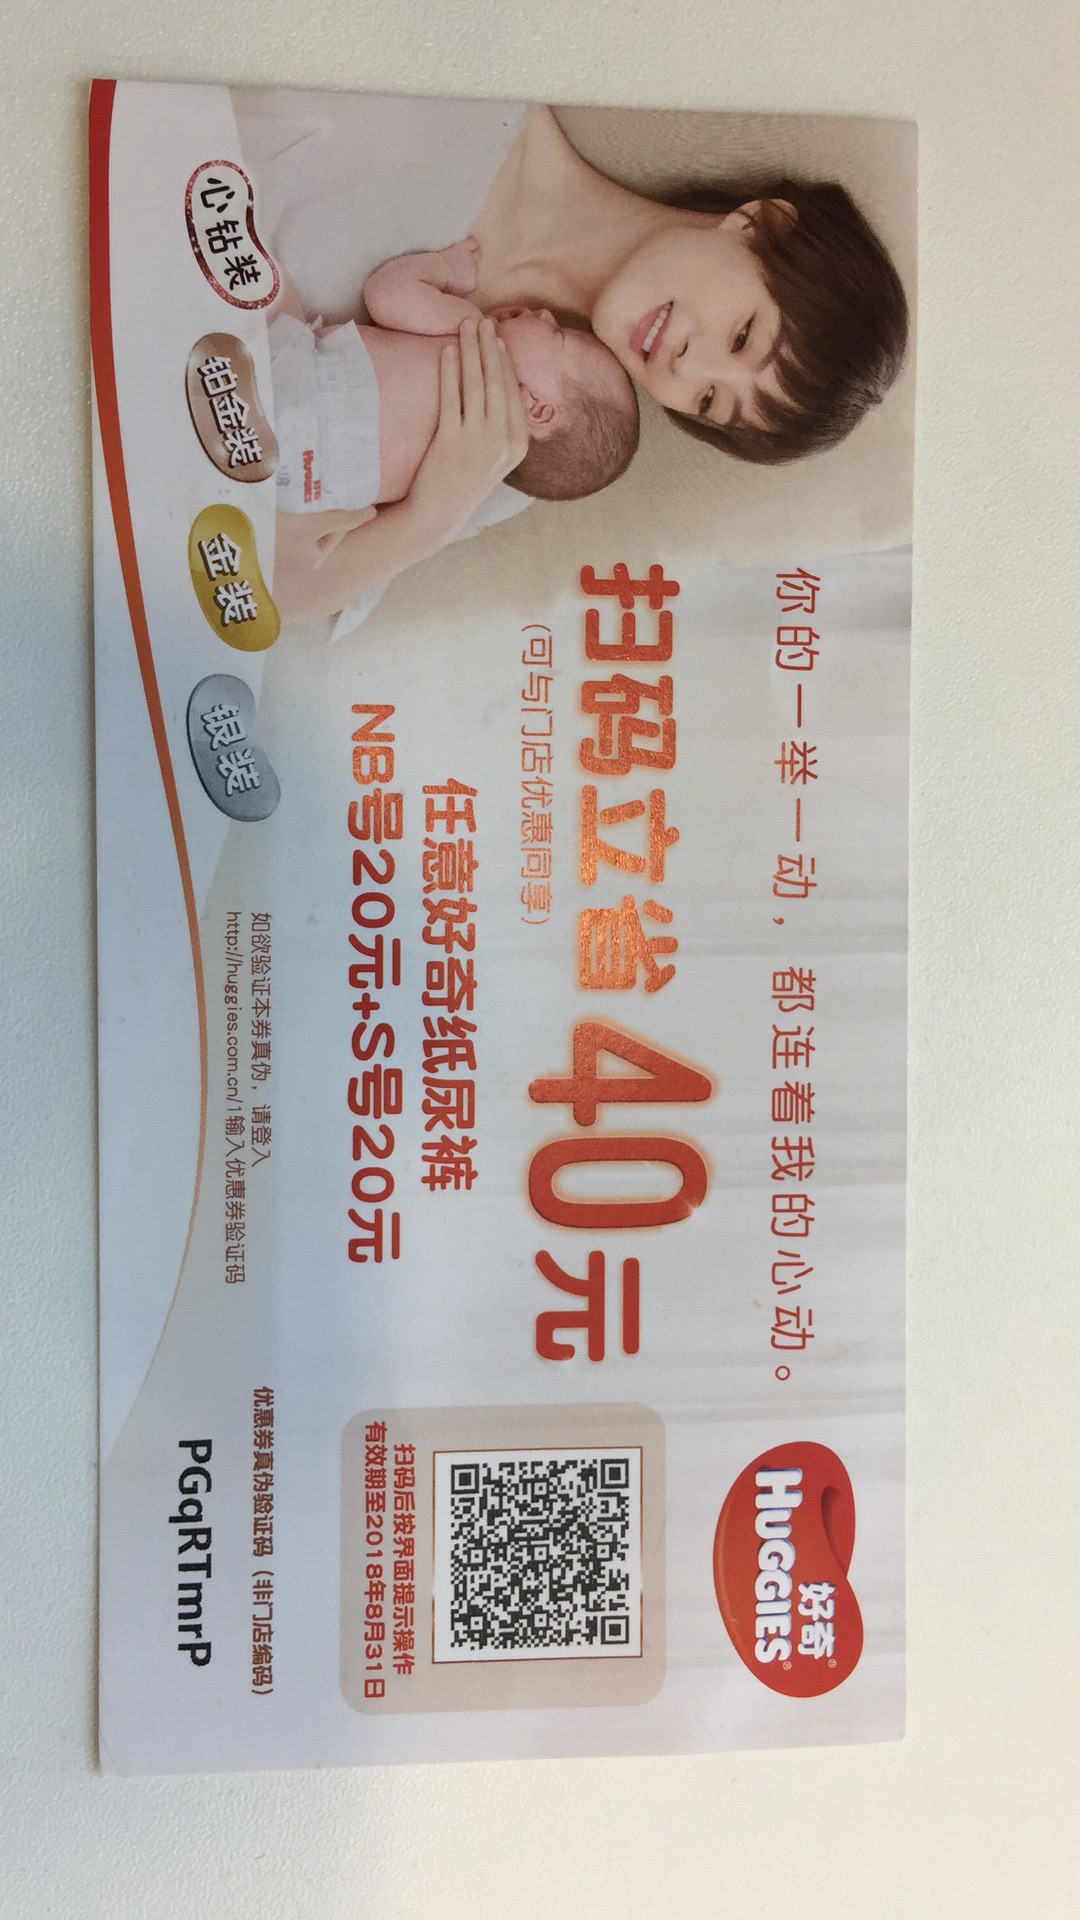 你的一举一动，都连着我的心动。
好奇®
HUGGIES®
扫码立省40元
（可与门店优惠同享）
任意好奇纸尿裤
NB号20元+S号20元
扫码后按界面提示操作
有效期至2018年8月31日
好奇
HUGGIES
NB
心钻装
铂金装
金装
银装
如欲验证本券真伪，请登入
http://huggies.com.cn/1输入优惠券验证码
优惠券真伪验证码（非门店编码）
PGqRTmrP